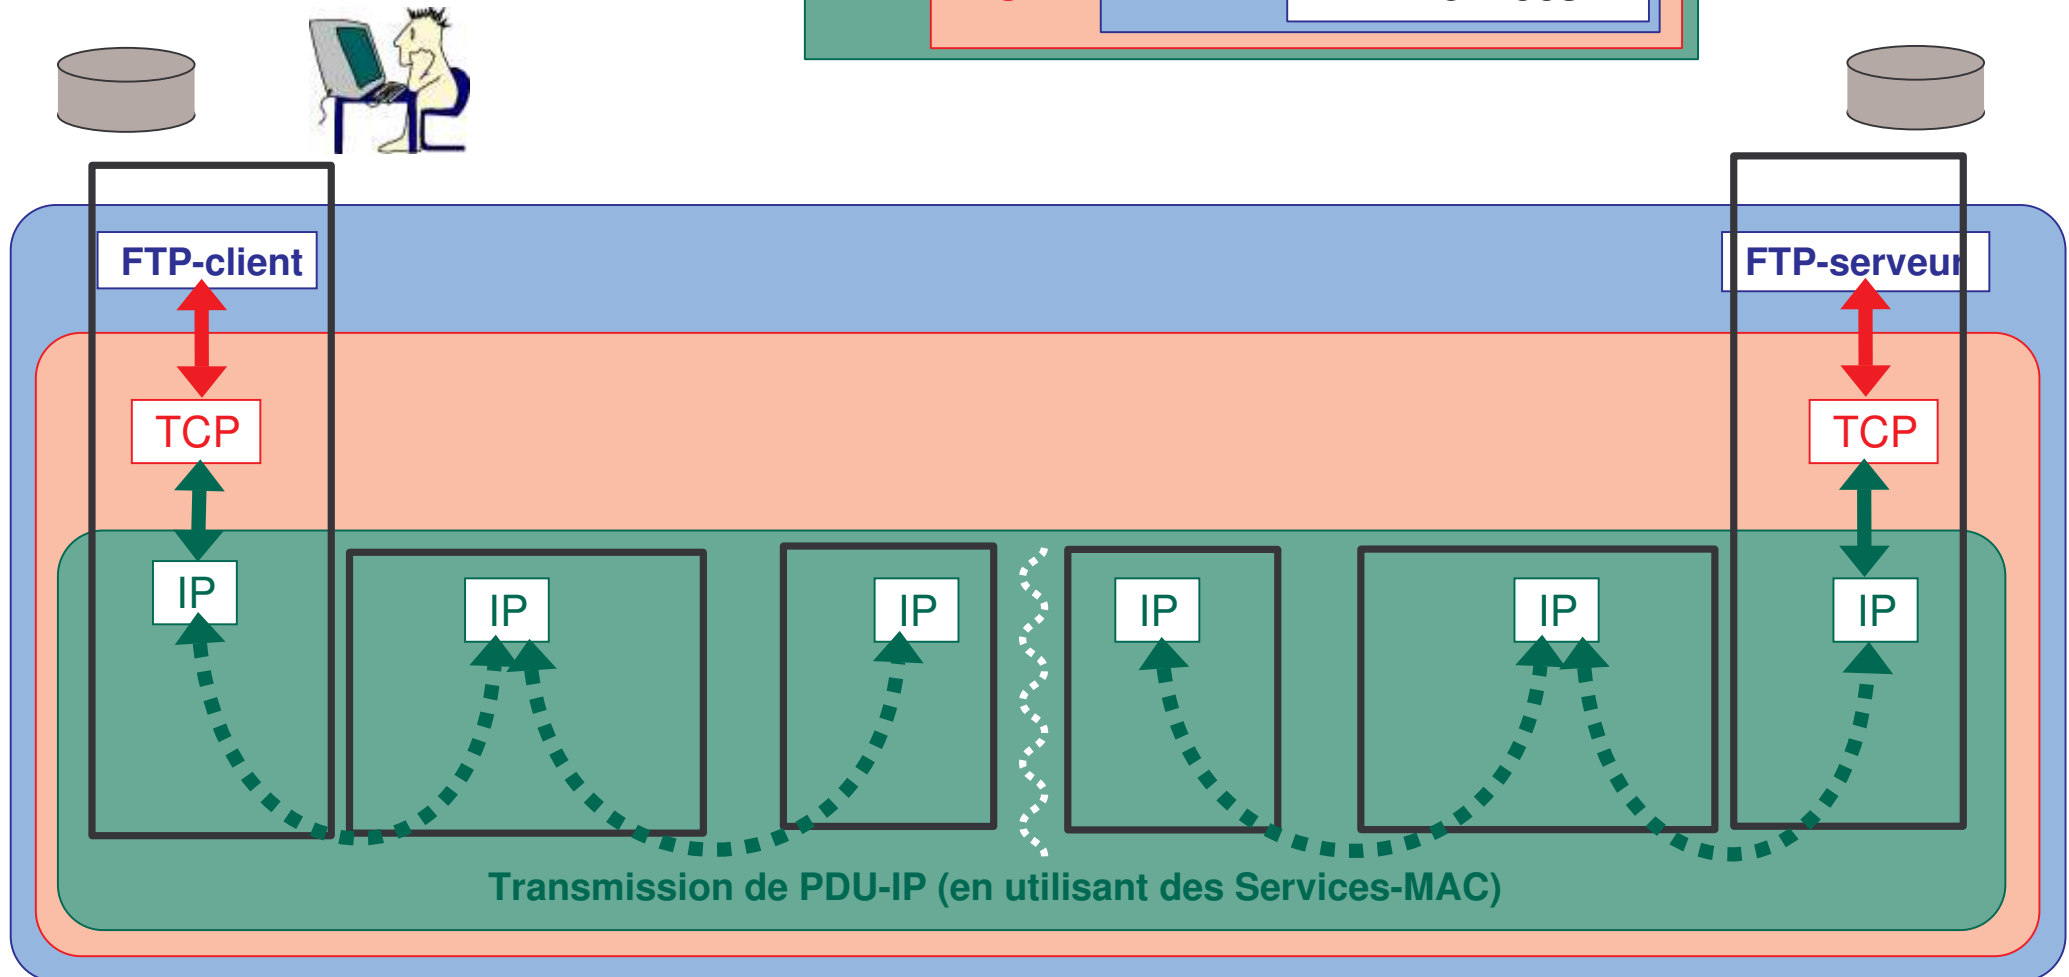 FTP-client
FTP-serveur
TCP
TCP
IP
IP
IP
IP
IP
IP
Transmission de PDU-IP (en utilisant des Services-MAC)